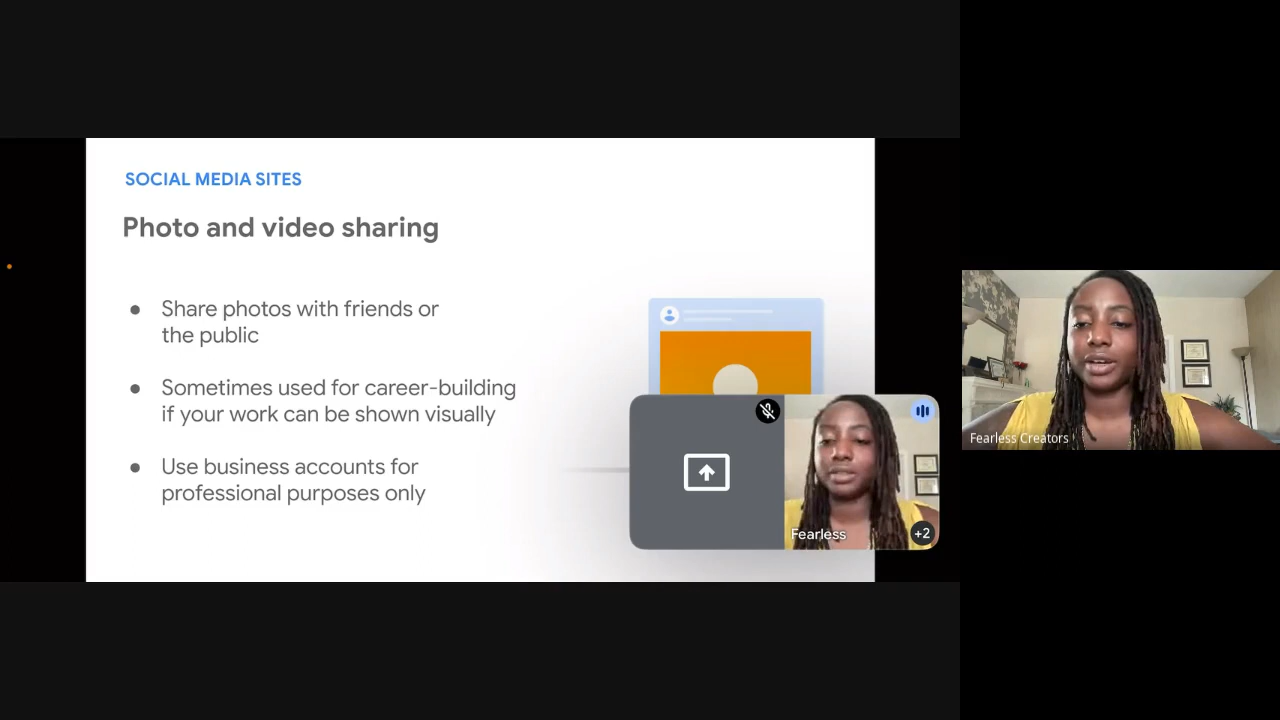 SOCIAL MEDIA SITES
Photo and video sharing
● Share photos with friends or
the public
● Sometimes used for career-building
if your work can be shown visually
● Use business accounts for
professional purposes only
Fearless
+2
Fearless Creators